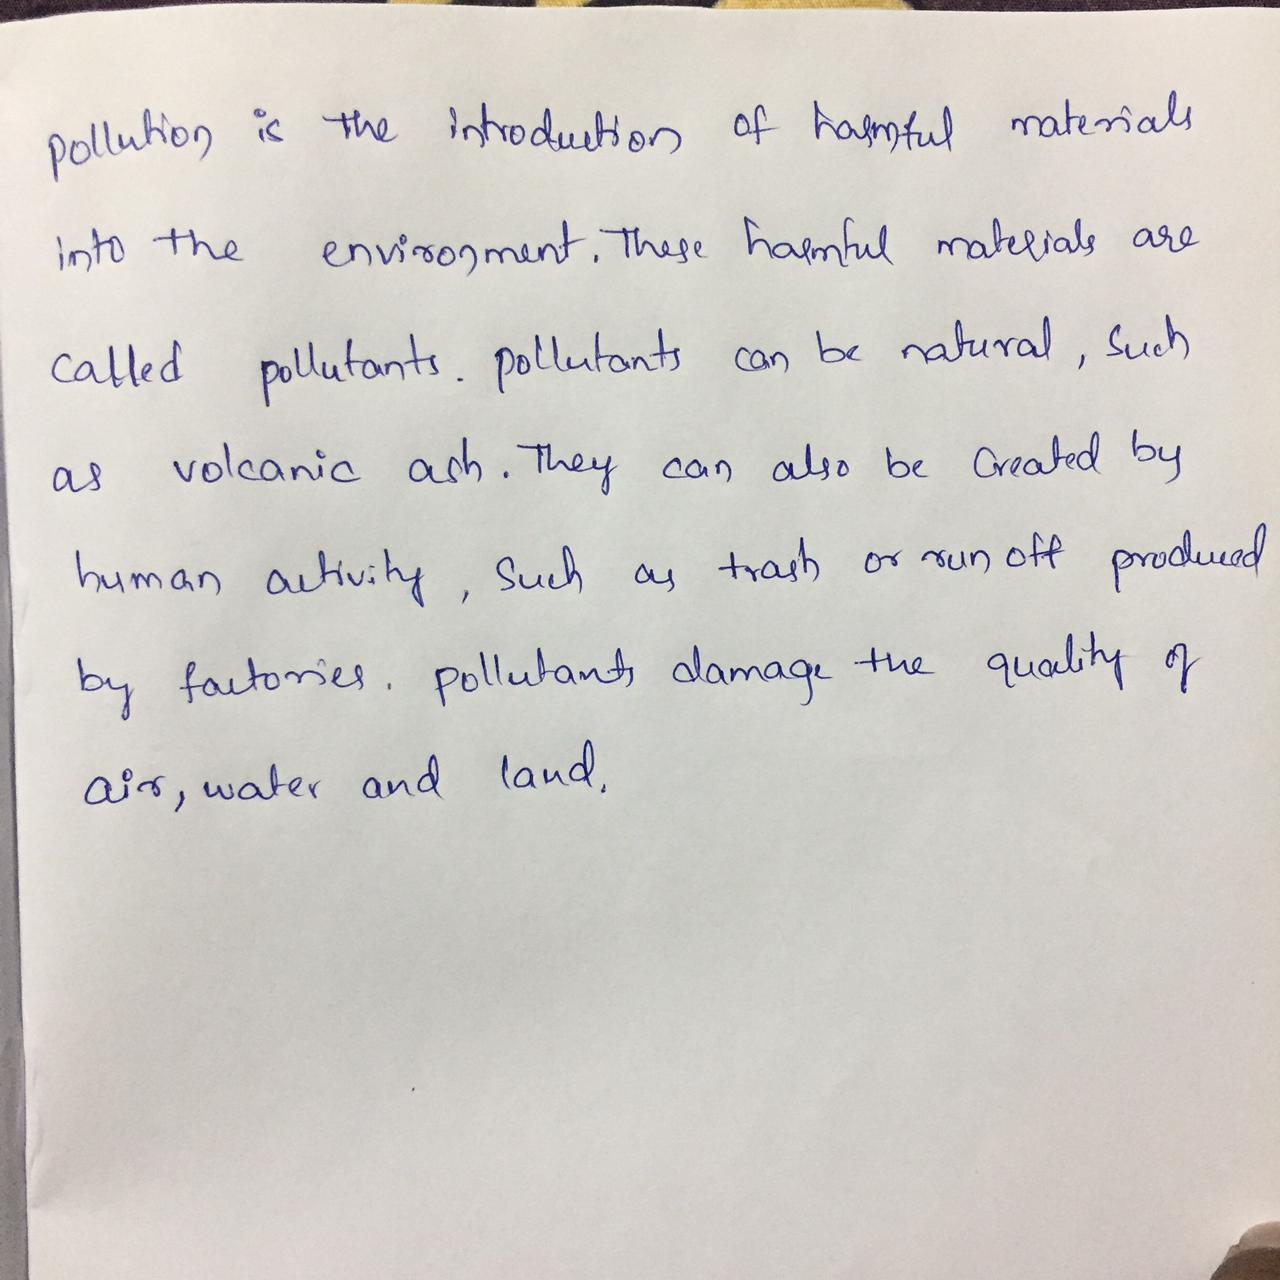 pollution is the introduction of harmful materials
into the environment. These harmful materials are
called pollutants. pollutants can be natural, such
as volcanic ash. They can also be created by
human activity, such as trash or run off produced
by factories. pollutants damage the quality of
air, water and land.